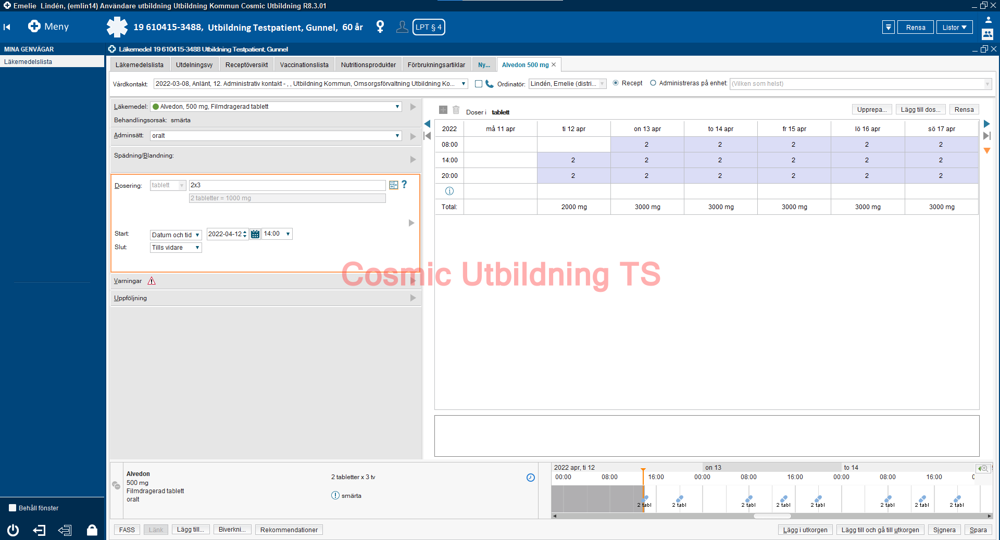 Emelie Lindén, (emlin14) Användare utbildning Utbildning Kommun Cosmic Utbildning R8.3.01
Meny
19 610415-3488, Utbildning Testpatient, Gunnel, 60 år
LPT § 4
Rensa
Listor
MINA GENVÄGAR
Läkemedelslista
Läkemedel 19 610415-3488 Utbildning Testpatient, Gunnel
Läkemedelslista Utdelningsvy Receptöversikt Vaccinationslista Nutritionsprodukter Förbrukningsartiklar Ny... Alvedon 500 mg
Vårdkontakt: 2022-03-08, Anlänt, 12. Administrativ kontakt - , , Utbildning Kommun, Omsorgsförvaltning Utbildning Ko... Ordinatör: Lindén, Emelie (distri... Recept Administreras på enhet: (Vilken som helst)
Läkemedel: Alvedon, 500 mg, Filmdragerad tablett
Behandlingsorsak: smärta
Adminsätt: oralt
Spädning/Blandning:
Dosering: tablett 2x3 ?
2 tabletter = 1000 mg
Start: Datum och tid 2022-04-12 14:00
Slut: Tills vidare
Varningar
Uppföljning
Doser i tablett
Upprepa... Lägg till dos... Rensa
2022 må 11 apr ti 12 apr on 13 apr to 14 apr fr 15 apr lö 16 apr sö 17 apr
08:00 2 2 2 2 2
14:00 2 2 2 2 2 2
20:00 2 2 2 2 2 2
Total: 2000 mg 3000 mg 3000 mg 3000 mg 3000 mg 3000 mg
Cosmic Utbildning TS
Alvedon
500 mg
Filmdragerad tablett
oralt
2 tabletter x 3 tv
smärta
2022 apr, ti 12 on 13 to 14
00:00 08:00 16:00 00:00 08:00 16:00 00:00 08:00 16:00
2 tabl 2 tabl 2 tabl 2 tabl 2 tabl 2 tabl 2 tabl 2 tabl
Behåll fönster
FASS Länk Lägg till... Biverkni... Rekommendationer
Lägg i utkorgen Lägg till och gå till utkorgen Signera Spara